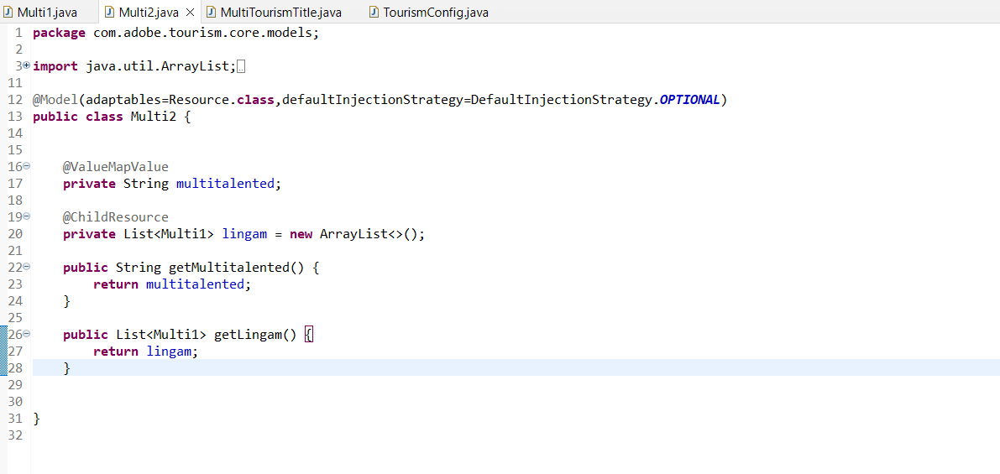 Multi1.java Multi2.java MultiTourismTitle.java TourismConfig.java
1 package com.adobe.tourism.core.models;
2
3 import java.util.ArrayList;
11
12 @Model(adaptables=Resource.class,defaultInjectionStrategy=DefaultInjectionStrategy.OPTIONAL)
13 public class Multi2 {
14
15
16 @ValueMapValue
17 private String multitalented;
18
19 @ChildResource
20 private List<Multi1> lingam = new ArrayList<>();
21
22 public String getMultitalented() {
23 return multitalented;
24 }
25
26 public List<Multi1> getLingam() {
27 return lingam;
28 }
29
30
31 }
32